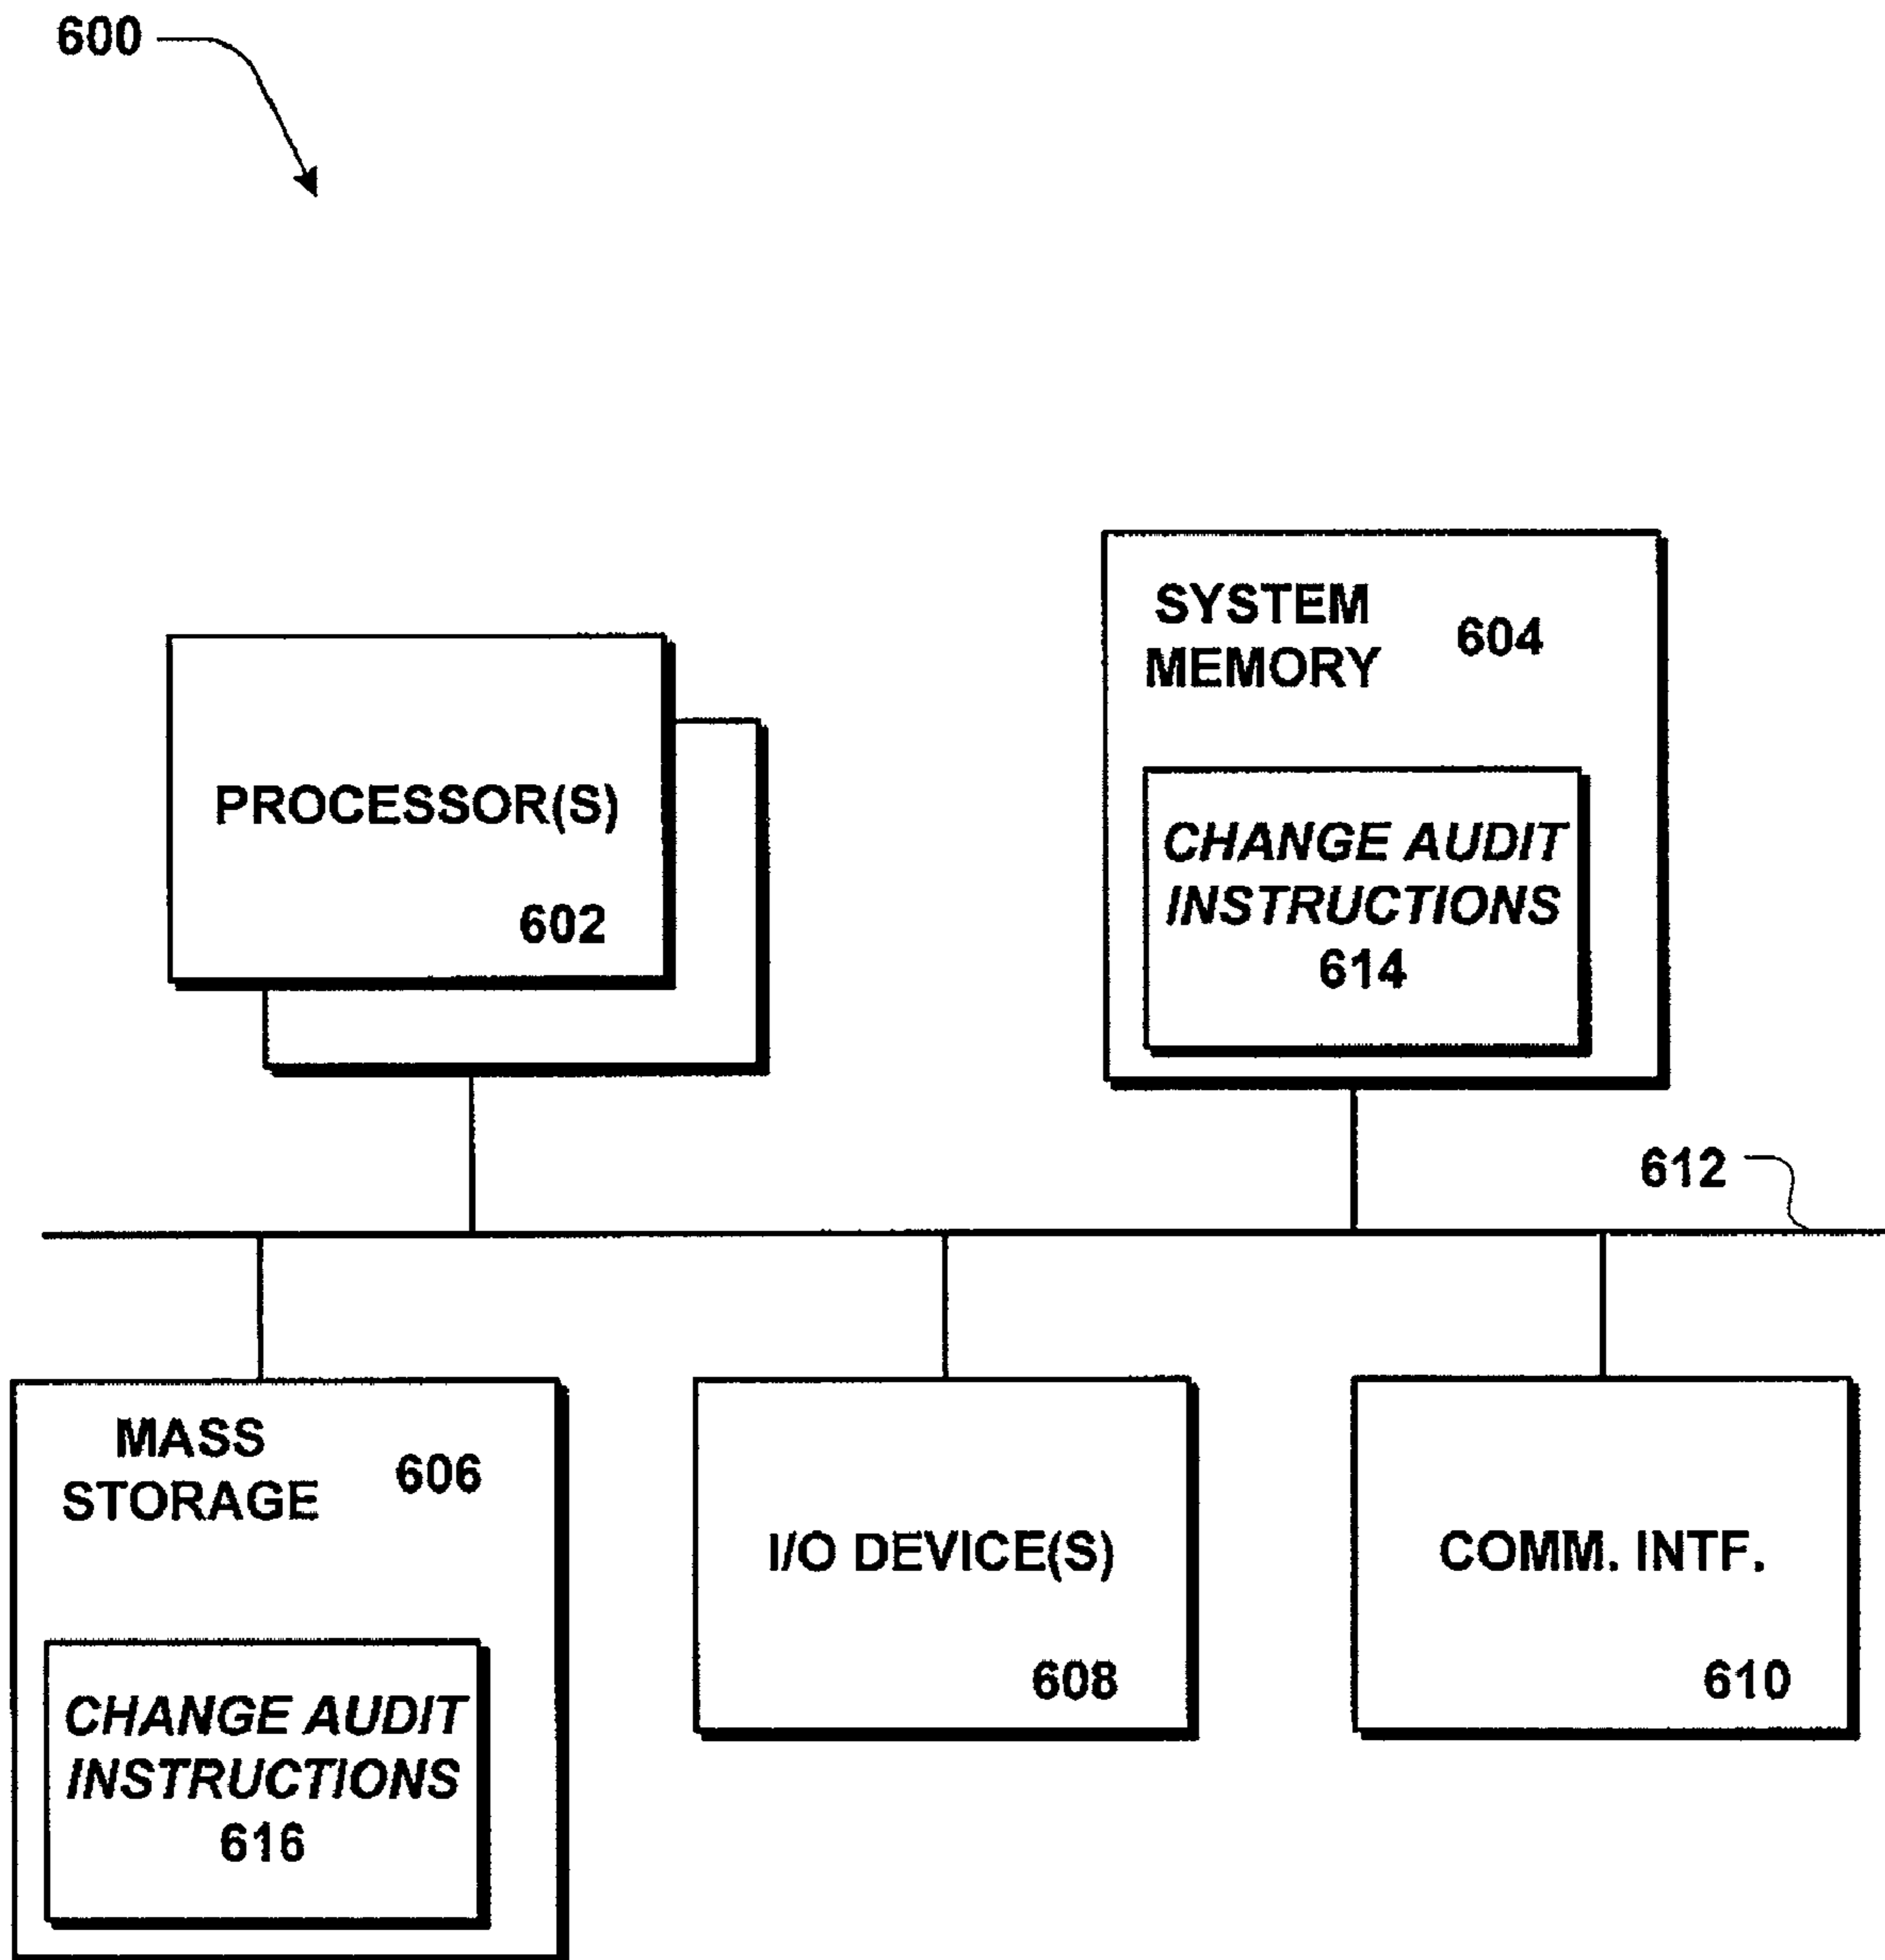 600
SYSTEM
MEMORY
604
PROCESSOR(S)
602
CHANGE AUDIT
INSTRUCTIONS
614
612
MASS
STORAGE
606
CHANGE AUDIT
INSTRUCTIONS
616
I/O DEVICE(S)
608
COMM. INTF.
610